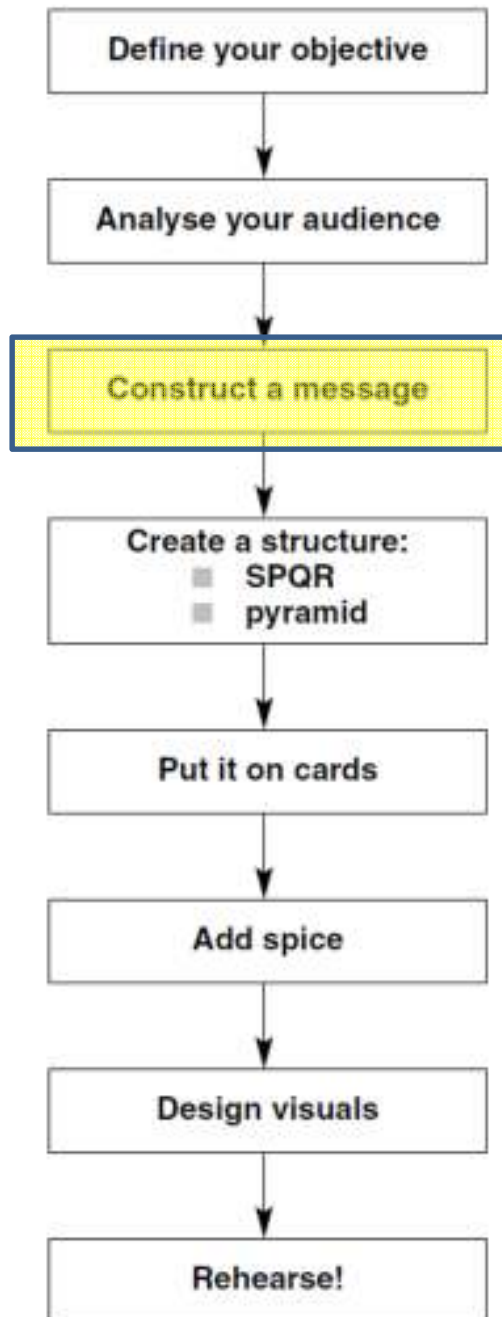 Define your objective
Analyse your audience
Construct a message
Create a structure:
■ SPQR
■ pyramid
Put it on cards
Add spice
Design visuals
Rehearse!